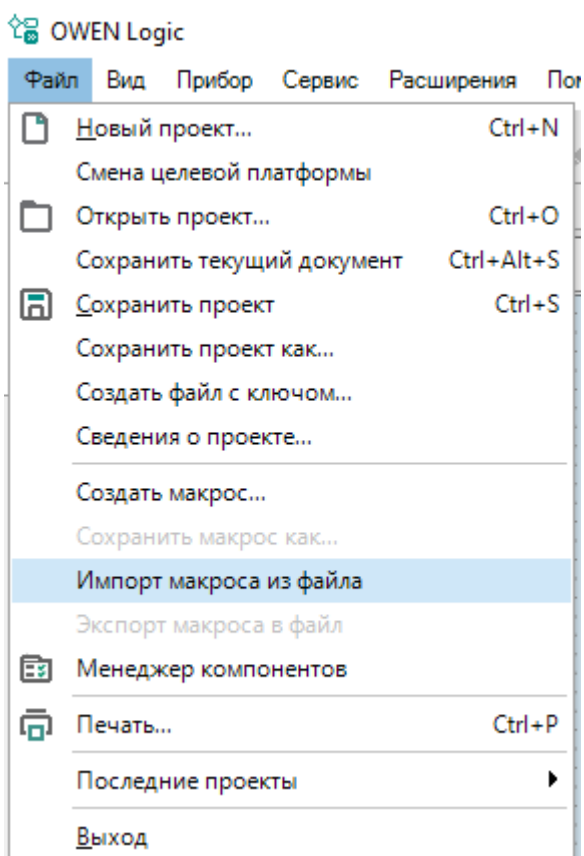 OWEN Logic
Файл Вид Прибор Сервис Расширения
Новый проект... Ctrl+N
Смена целевой платформы
Открыть проект... Ctrl+O
Сохранить текущий документ Ctrl+Alt+S
Сохранить проект Ctrl+S
Сохранить проект как...
Создать файл с ключом...
Сведения о проекте...
Создать макрос...
Сохранить макрос как...
Импорт макроса из файла
Экспорт макроса в файл
Менеджер компонентов
Печать... Ctrl+P
Последние проекты
Выход